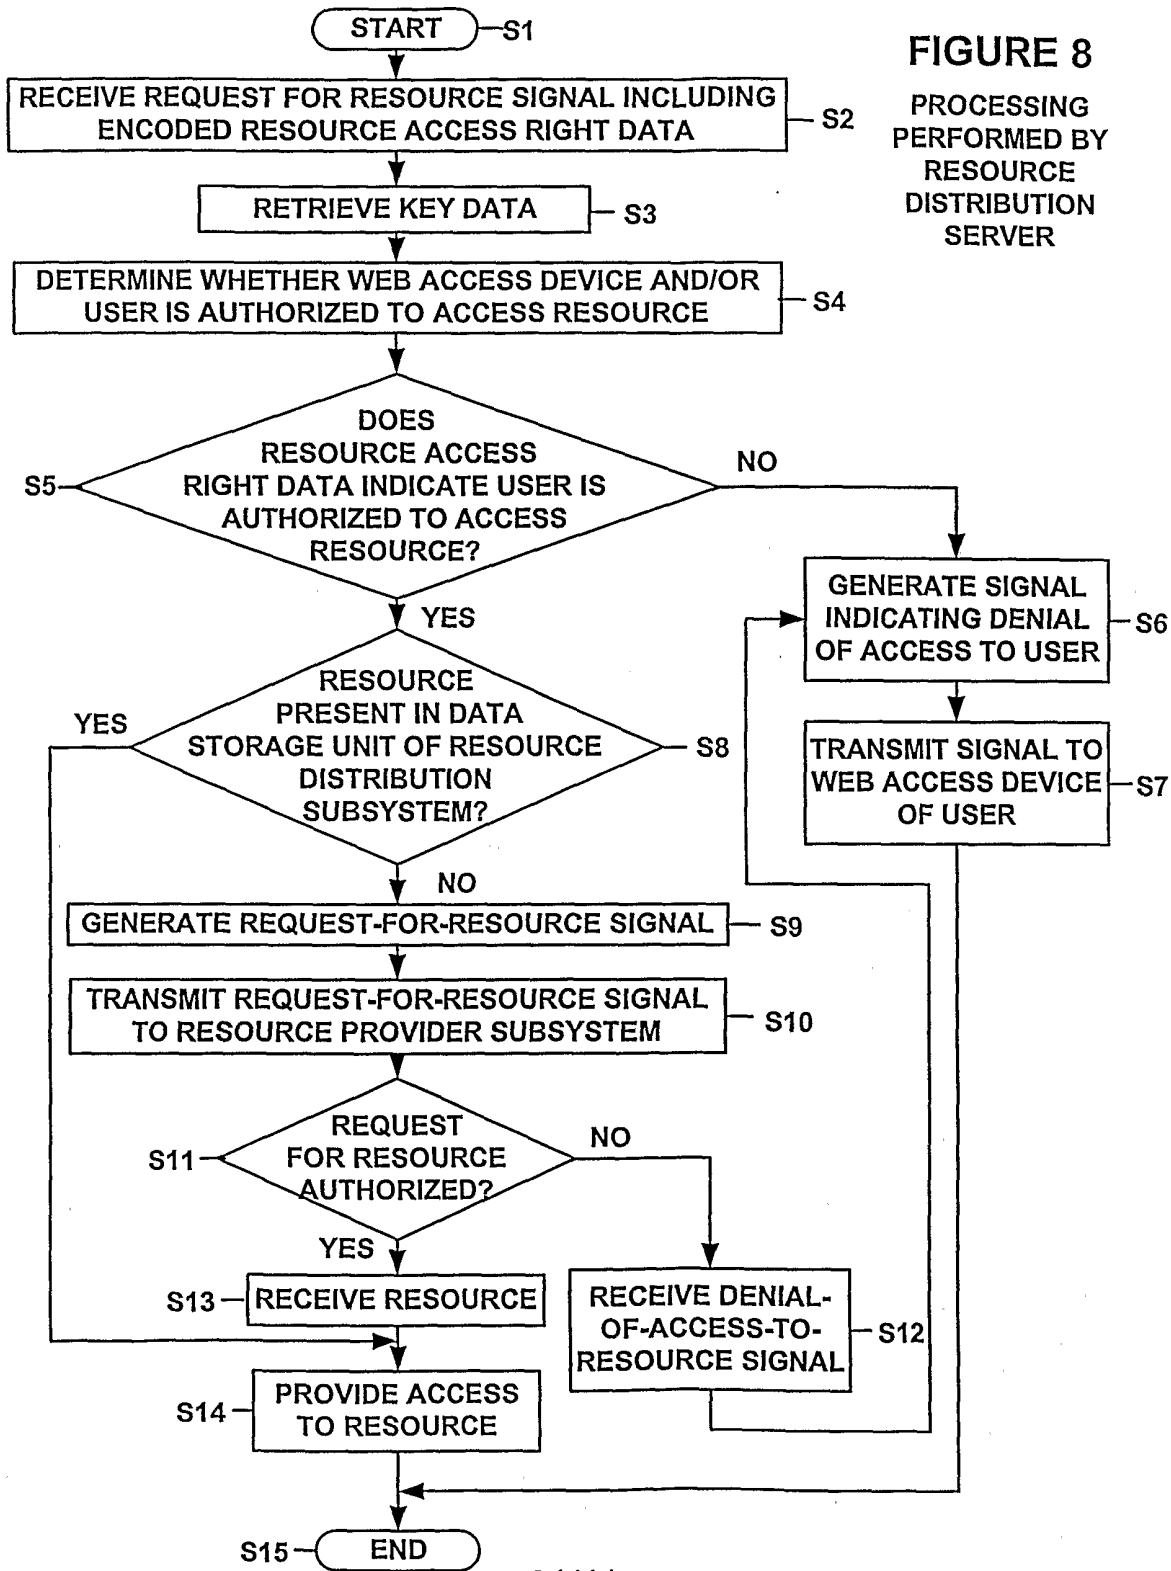 START
S1
FIGURE 8
PROCESSING
PERFORMED BY
RESOURCE
DISTRIBUTION
SERVER
RECEIVE REQUEST FOR RESOURCE SIGNAL INCLUDING
ENCODED RESOURCE ACCESS RIGHT DATA
S2
RETRIEVE KEY DATA
S3
DETERMINE WHETHER WEB ACCESS DEVICE AND/OR
USER IS AUTHORIZED TO ACCESS RESOURCE
S4
DOES
RESOURCE ACCESS
RIGHT DATA INDICATE USER IS
AUTHORIZED TO ACCESS
RESOURCE?
S5
NO
YES
GENERATE SIGNAL
INDICATING DENIAL
OF ACCESS TO USER
S6
TRANSMIT SIGNAL TO
WEB ACCESS DEVICE
OF USER
S7
RESOURCE
PRESENT IN DATA
STORAGE UNIT OF RESOURCE
DISTRIBUTION
SUBSYSTEM?
S8
YES
NO
GENERATE REQUEST-FOR-RESOURCE SIGNAL
S9
TRANSMIT REQUEST-FOR-RESOURCE SIGNAL
TO RESOURCE PROVIDER SUBSYSTEM
S10
REQUEST
FOR RESOURCE
AUTHORIZED?
S11
NO
YES
RECEIVE DENIAL-
OF-ACCESS-TO-
RESOURCE SIGNAL
S12
S13
RECEIVE RESOURCE
S14
PROVIDE ACCESS
TO RESOURCE
S15
END